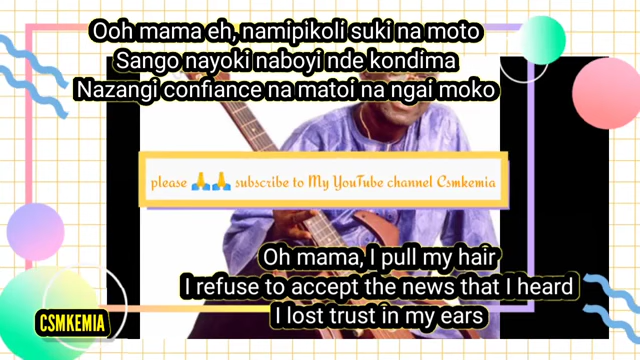 Ooh mama eh, namipikoli suki na moto
Sango nayoki naboyi nde kondima
Nazangi confiance na matoi na ngai moko
please 🙏🙏 subscribe to My YouTube channel Csmkemia
Oh mama, I pull my hair
I refuse to accept the news that I heard
I lost trust in my ears
CSMKEMIA